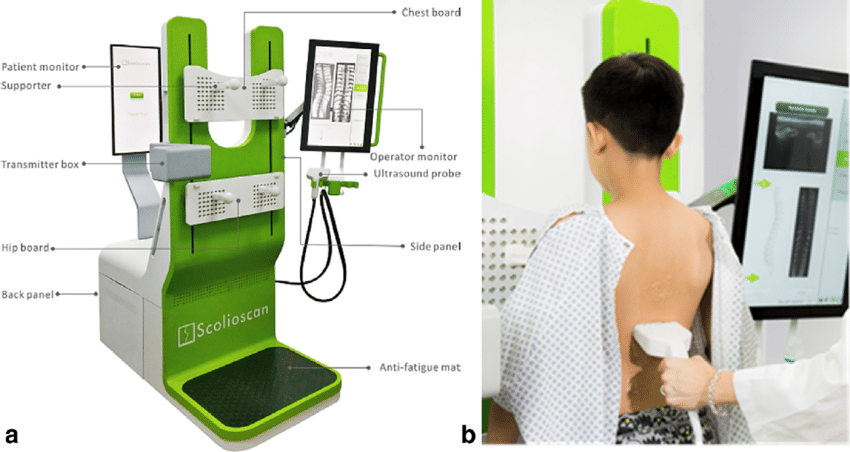 Chest board
Patient monitor
Scolioscan
Supporter
Transmitter box
Operator monitor
Ultrasound probe
Hip board
Side panel
Back panel
Scolioscan
Anti-fatigue mat
a
b